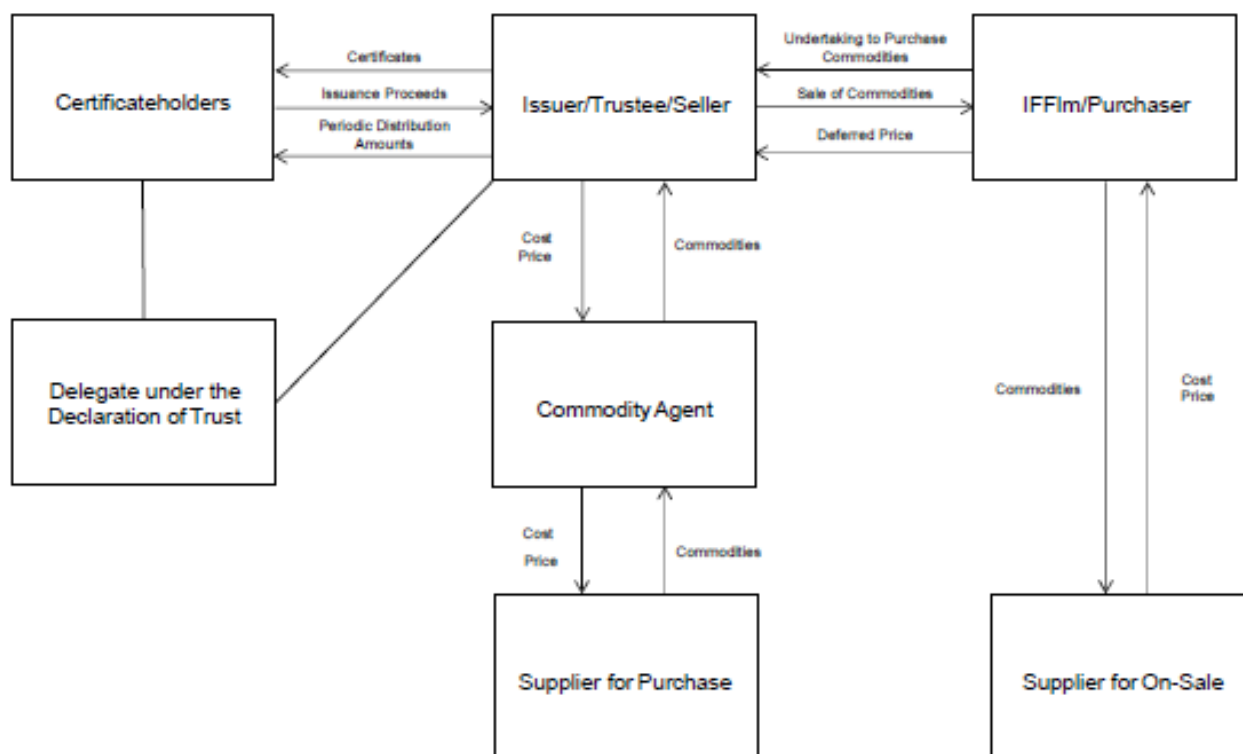 Certificateholders
Certificates
Issuance Proceeds
Periodic Distribution
Amounts
Issuer/Trustee/Seller
Undertaking to Purchase
Commodities
Sale of Commodities
Deferred Price
IFFIm/Purchaser
Cost
Price
Commodities
Delegate under the
Declaration of Trust
Commodity Agent
Commodities
Cost
Price
Cost
Price
Commodities
Supplier for Purchase
Supplier for On-Sale